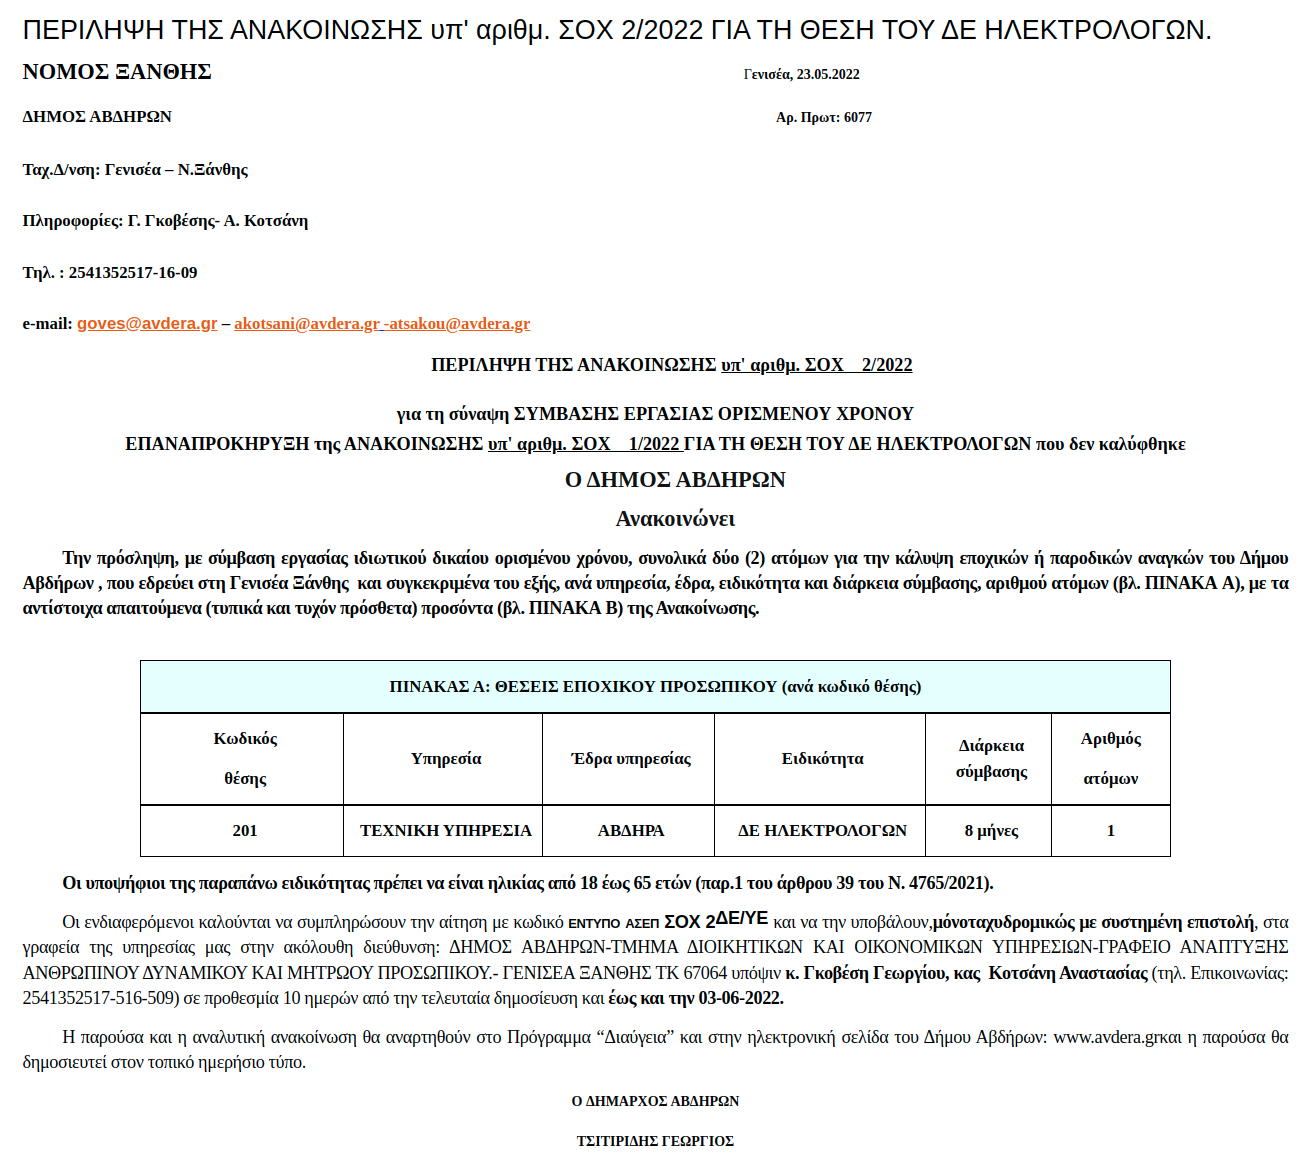 ΠΕΡΙΛΗΨΗ ΤΗΣ ΑΝΑΚΟΙΝΩΣΗΣ υπ' αριθμ. ΣΟΧ 2/2022 ΓΙΑ ΤΗ ΘΕΣΗ ΤΟΥ ΔΕ ΗΛΕΚΤΡΟΛΟΓΩΝ.
ΝΟΜΟΣ ΞΑΝΘΗΣ Γενισέα, 23.05.2022
ΔΗΜΟΣ ΑΒΔΗΡΩΝ Αρ. Πρωτ: 6077
Ταχ.Δ/νση: Γενισέα – Ν.Ξάνθης
Πληροφορίες: Γ. Γκοβέσης- Α. Κοτσάνη
Τηλ. : 2541352517-16-09
e-mail: goves@avdera.gr – akotsani@avdera.gr -atsakou@avdera.gr
ΠΕΡΙΛΗΨΗ ΤΗΣ ΑΝΑΚΟΙΝΩΣΗΣ υπ' αριθμ. ΣΟΧ 2/2022
για τη σύναψη ΣΥΜΒΑΣΗΣ ΕΡΓΑΣΙΑΣ ΟΡΙΣΜΕΝΟΥ ΧΡΟΝΟΥ
ΕΠΑΝΑΠΡΟΚΗΡΥΞΗ της ΑΝΑΚΟΙΝΩΣΗΣ υπ' αριθμ. ΣΟΧ 1/2022 ΓΙΑ ΤΗ ΘΕΣΗ ΤΟΥ ΔΕ ΗΛΕΚΤΡΟΛΟΓΩΝ που δεν καλύφθηκε
Ο ΔΗΜΟΣ ΑΒΔΗΡΩΝ
Ανακοινώνει
Την πρόσληψη, με σύμβαση εργασίας ιδιωτικού δικαίου ορισμένου χρόνου, συνολικά δύο (2) ατόμων για την κάλυψη εποχικών ή παροδικών αναγκών του Δήμου
Αβδήρων , που εδρεύει στη Γενισέα Ξάνθης και συγκεκριμένα του εξής, ανά υπηρεσία, έδρα, ειδικότητα και διάρκεια σύμβασης, αριθμού ατόμων (βλ. ΠΙΝΑΚΑ Α), με τα
αντίστοιχα απαιτούμενα (τυπικά και τυχόν πρόσθετα) προσόντα (βλ. ΠΙΝΑΚΑ Β) της Ανακοίνωσης.
ΠΙΝΑΚΑΣ Α: ΘΕΣΕΙΣ ΕΠΟΧΙΚΟΥ ΠΡΟΣΩΠΙΚΟΥ (ανά κωδικό θέσης)
Κωδικός
θέσης
Υπηρεσία
Έδρα υπηρεσίας
Ειδικότητα
Διάρκεια
σύμβασης
Αριθμός
ατόμων
201 ΤΕΧΝΙΚΗ ΥΠΗΡΕΣΙΑ ΑΒΔΗΡΑ ΔΕ ΗΛΕΚΤΡΟΛΟΓΩΝ 8 μήνες 1
Οι υποψήφιοι της παραπάνω ειδικότητας πρέπει να είναι ηλικίας από 18 έως 65 ετών (παρ.1 του άρθρου 39 του Ν. 4765/2021).
Οι ενδιαφερόμενοι καλούνται να συμπληρώσουν την αίτηση με κωδικό ΕΝΤΥΠΟ ΑΣΕΠ ΣΟΧ 2ΔΕ/ΥΕ και να την υποβάλουν,μόνοταχυδρομικώς με συστημένη επιστολή, στα
γραφεία της υπηρεσίας μας στην ακόλουθη διεύθυνση: ΔΗΜΟΣ ΑΒΔΗΡΩΝ-ΤΜΗΜΑ ΔΙΟΙΚΗΤΙΚΩΝ ΚΑΙ ΟΙΚΟΝΟΜΙΚΩΝ ΥΠΗΡΕΣΙΩΝ-ΓΡΑΦΕΙΟ ΑΝΑΠΤΥΞΗΣ
ΑΝΘΡΩΠΙΝΟΥ ΔΥΝΑΜΙΚΟΥ ΚΑΙ ΜΗΤΡΩΟΥ ΠΡΟΣΩΠΙΚΟΥ.- ΓΕΝΙΣΕΑ ΞΑΝΘΗΣ ΤΚ 67064 υπόψιν κ. Γκοβέση Γεωργίου, κας Κοτσάνη Αναστασίας (τηλ. Επικοινωνίας:
2541352517-516-509) σε προθεσμία 10 ημερών από την τελευταία δημοσίευση και έως και την 03-06-2022.
Η παρούσα και η αναλυτική ανακοίνωση θα αναρτηθούν στο Πρόγραμμα “Διαύγεια” και στην ηλεκτρονική σελίδα του Δήμου Αβδήρων: www.avdera.grκαι η παρούσα θα
δημοσιευτεί στον τοπικό ημερήσιο τύπο.
Ο ΔΗΜΑΡΧΟΣ ΑΒΔΗΡΩΝ
ΤΣΙΤΙΡΙΔΗΣ ΓΕΩΡΓΙΟΣ